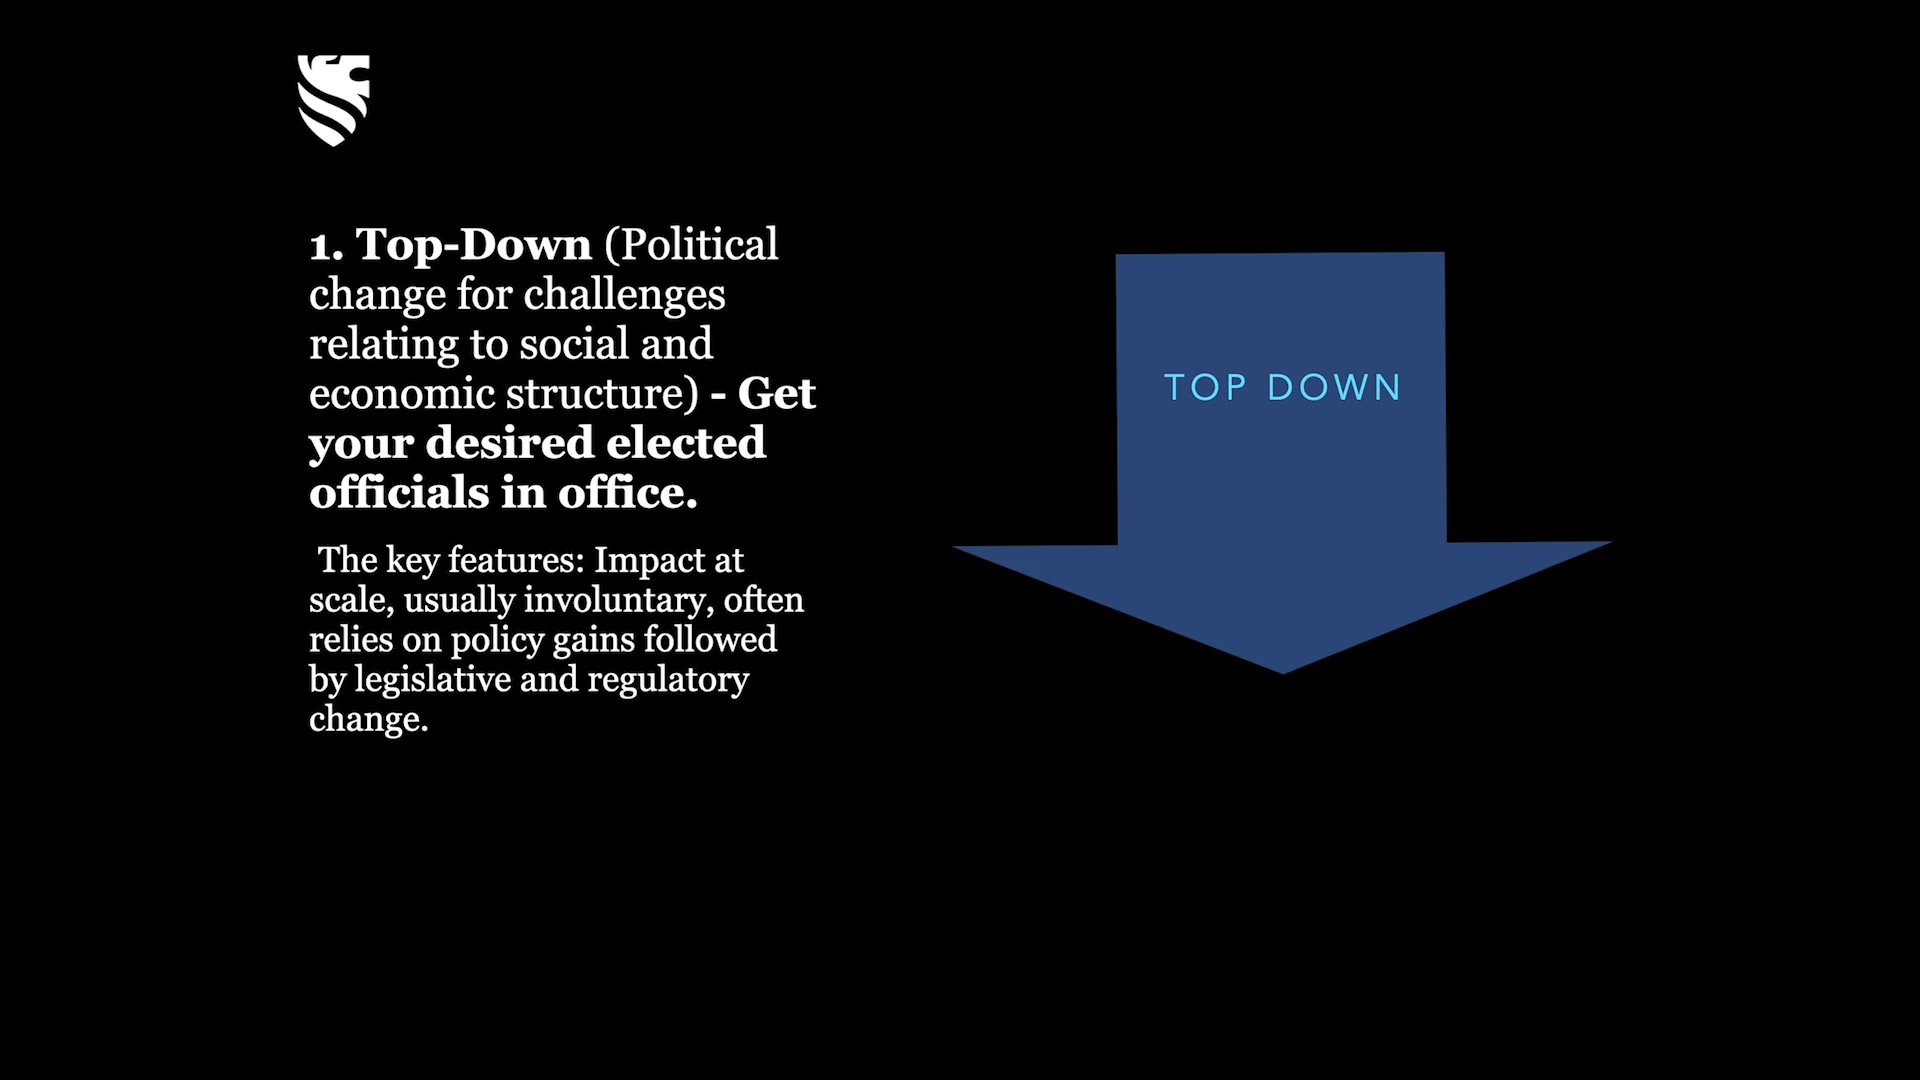 1. Top-Down (Political
change for challenges
relating to social and
economic structure) - Get
your desired elected
officials in office.
The key features: Impact at
scale, usually involuntary, often
relies on policy gains followed
by legislative and regulatory
change.
TOP DOWN